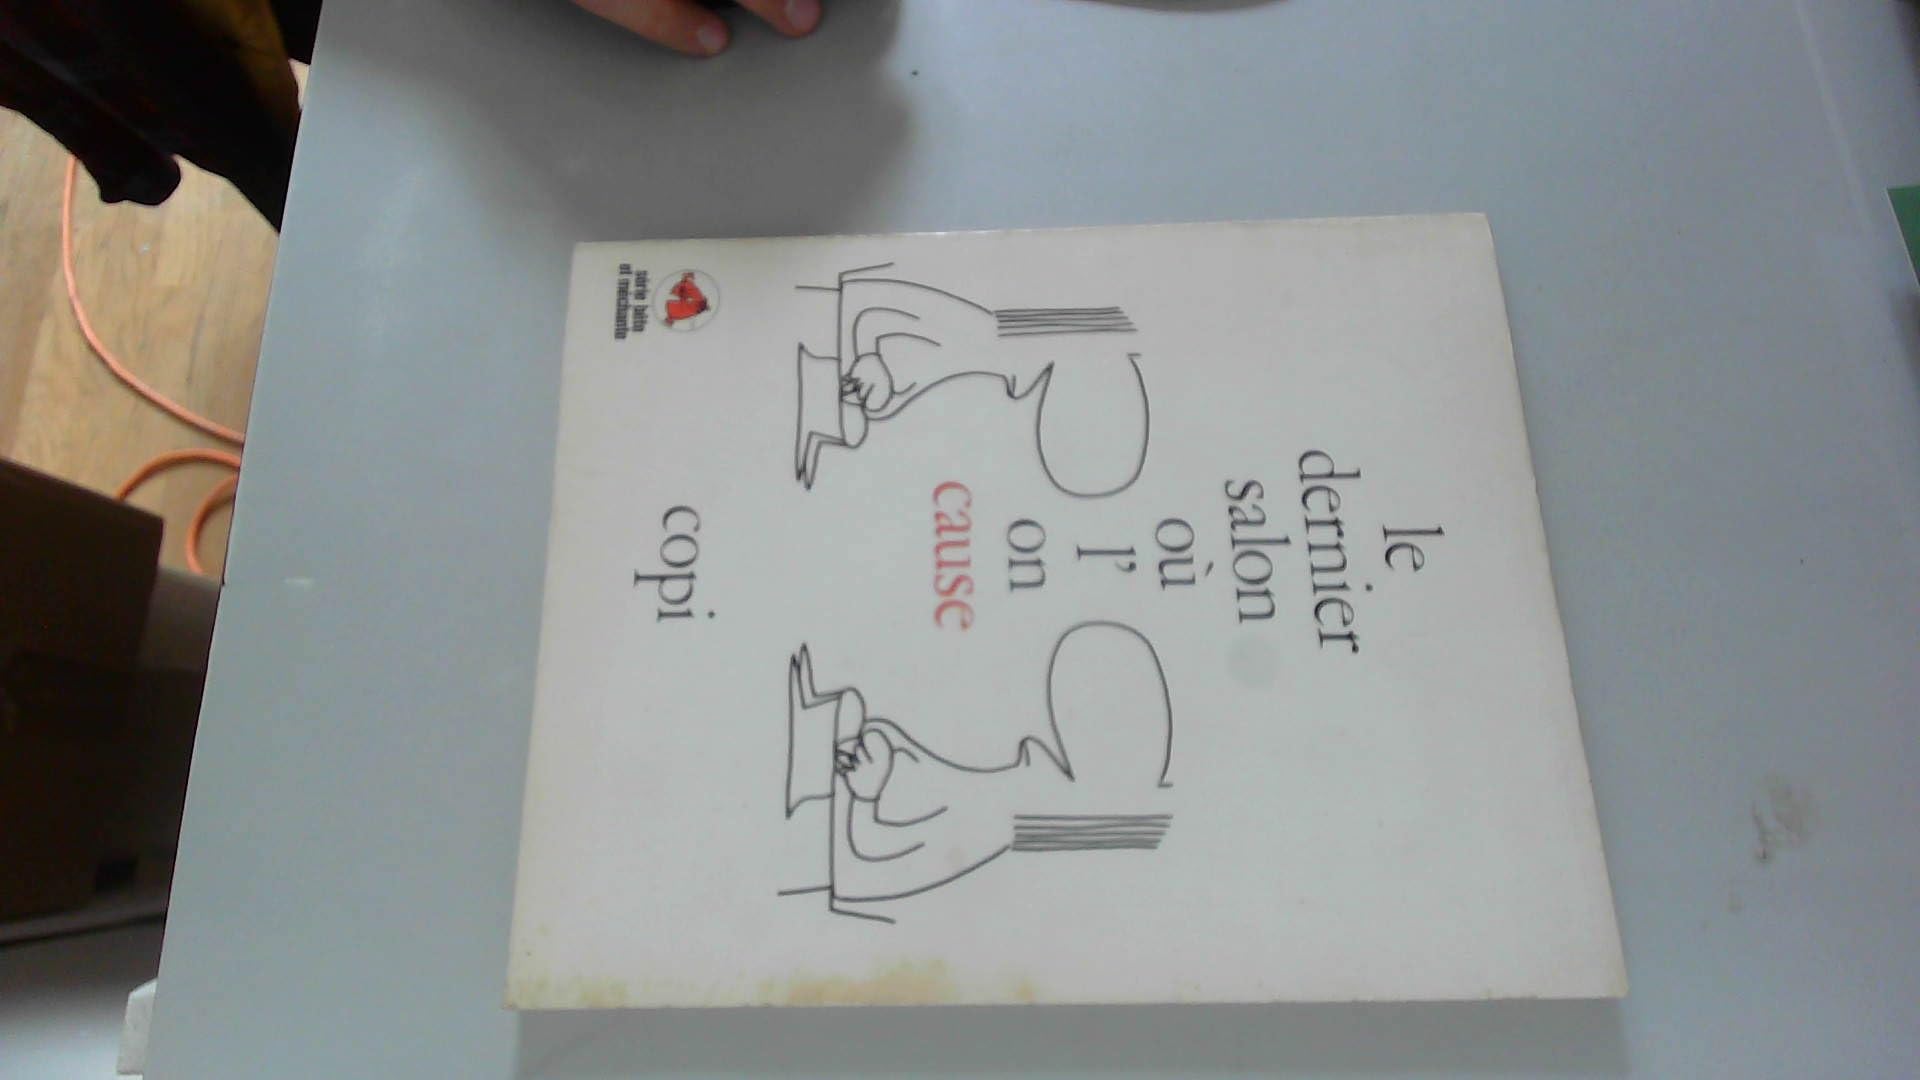 le
dernier
salon
où
l'
on
cause
copi
série bête
et méchante